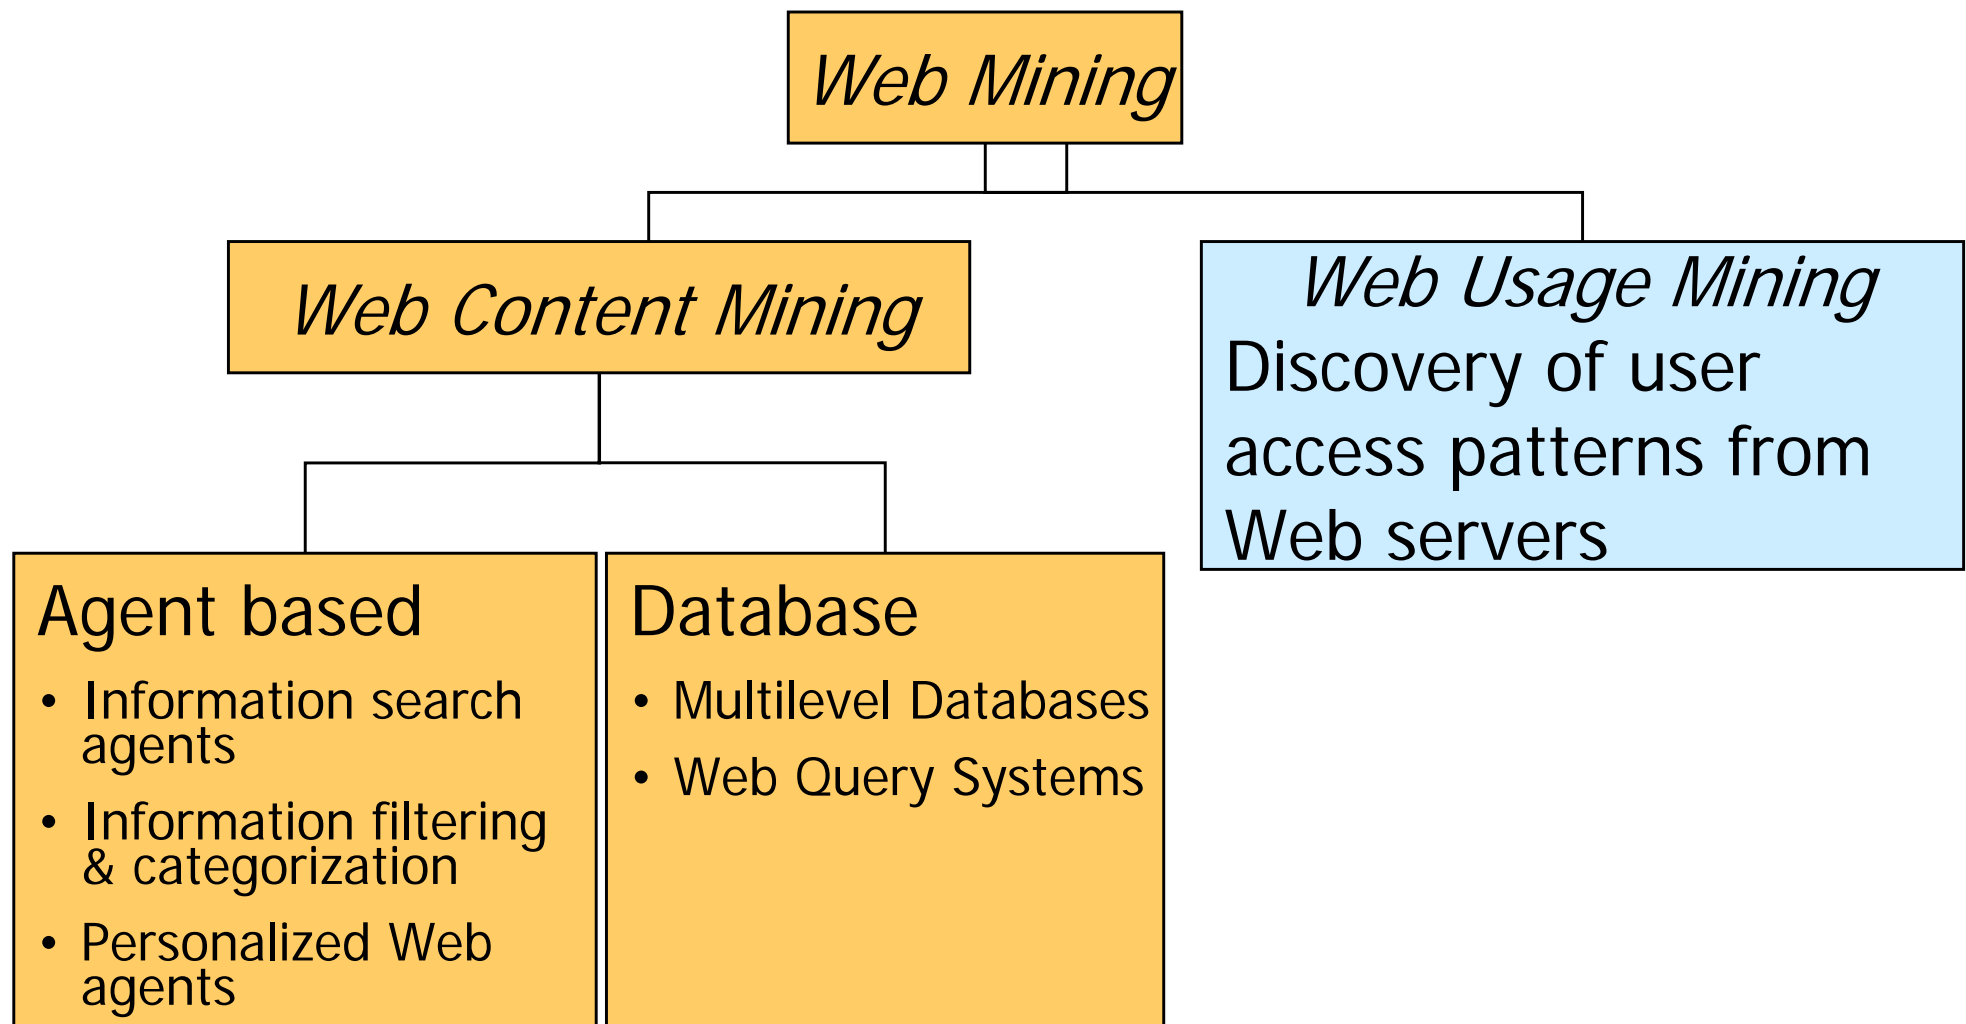 Web Mining
Web Content Mining
Web Usage Mining
Discovery of user
access patterns from
Web servers
Agent based
• Information search
agents
• Information filtering
& categorization
• Personalized Web
agents
Database
• Multilevel Databases
• Web Query Systems